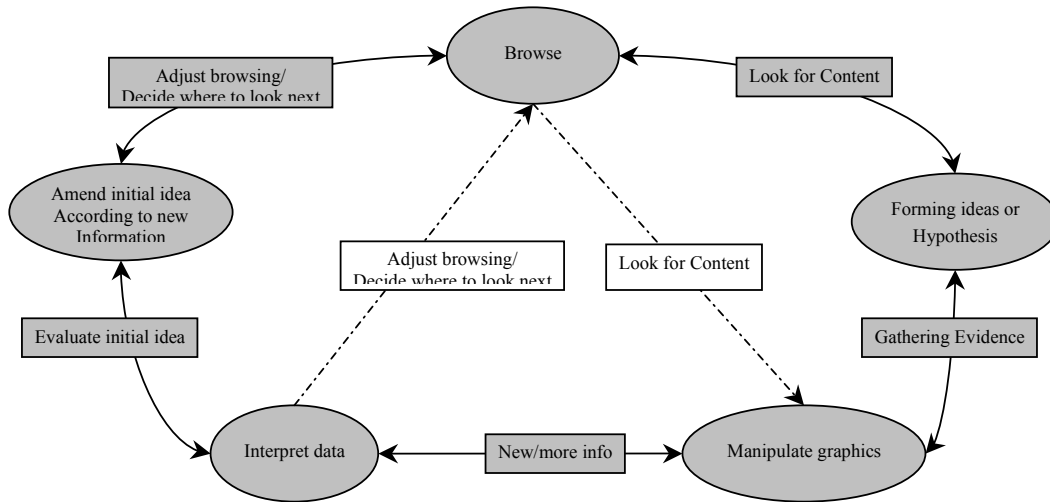 Browse
Adjust browsing/
Decide where to look next
Look for Content
Amend initial idea
According to new
Information
Forming ideas or
Hypothesis
Adjust browsing/
Decide where to look next
Look for Content
Evaluate initial idea
Gathering Evidence
Interpret data
New/more info
Manipulate graphics